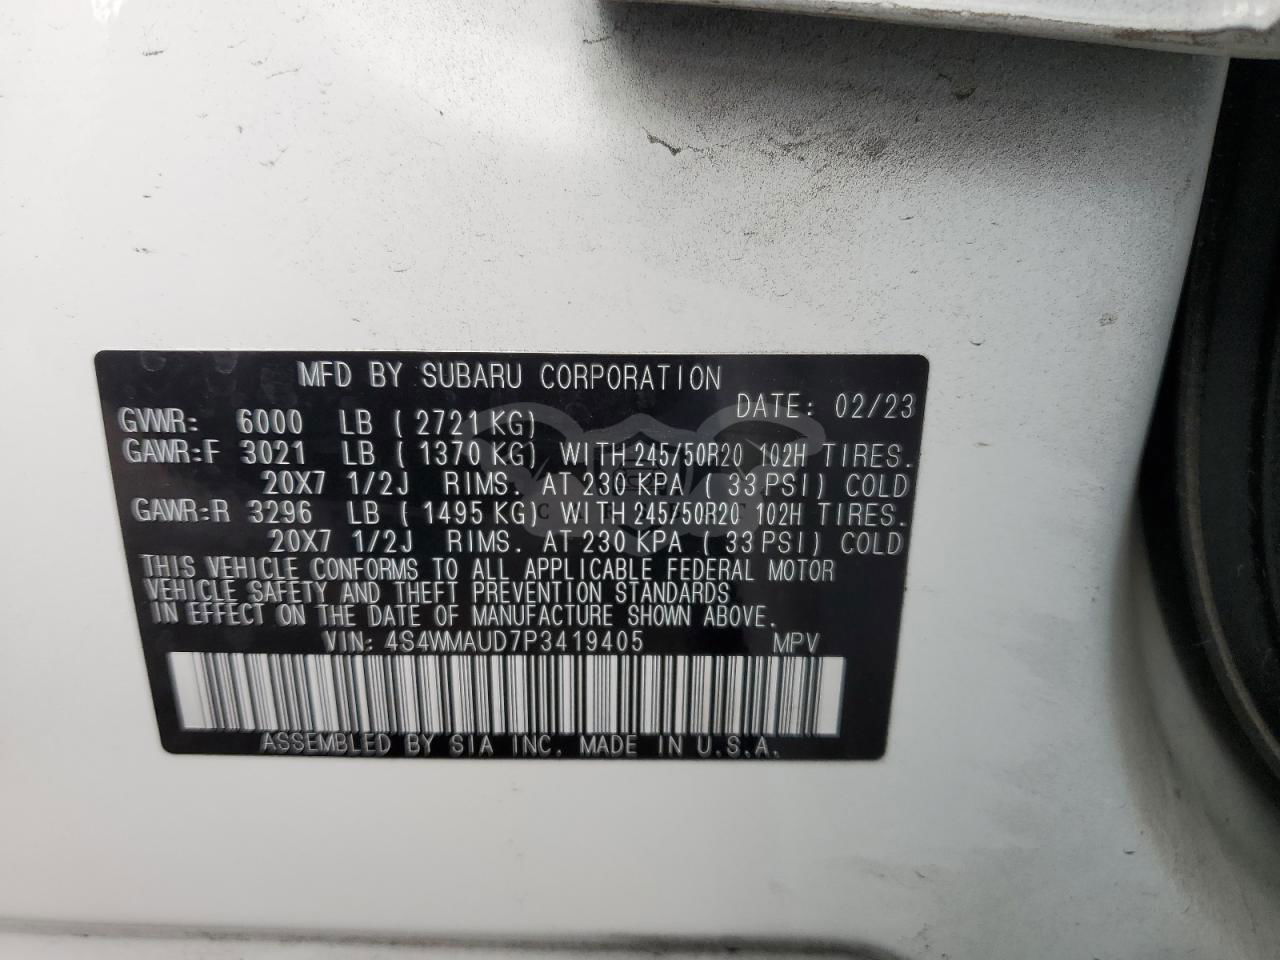 MFD BY SUBARU CORPORATION
DATE: 02/23
GVWR: 6000 LB ( 2721 KG)
GAWR:F 3021 LB ( 1370 KG) WITH 245/50R20 102H TIRES.
20X7 1/2J RIMS. AT 230 KPA ( 33 PSI) COLD
GAWR:R 3296 LB ( 1495 KG) WITH 245/50R20 102H TIRES.
20X7 1/2J RIMS. AT 230 KPA ( 33 PSI) COLD
THIS VEHICLE CONFORMS TO ALL APPLICABLE FEDERAL MOTOR
VEHICLE SAFETY AND THEFT PREVENTION STANDARDS
IN EFFECT ON THE DATE OF MANUFACTURE SHOWN ABOVE.
VIN: 4S4WMAUD7P3419405 MPV
ASSEMBLED BY SIA INC. MADE IN U.S.A.